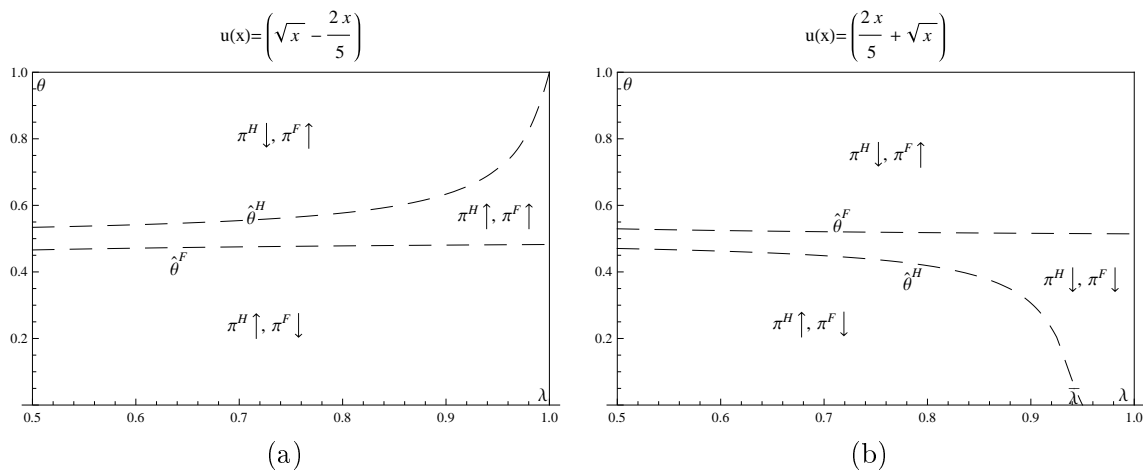 u(x)=(√x − 2x/5)
1.0
θ
0.8
π^H↓, π^F↑
0.6
θ̂^H
π^H↑, π^F↑
θ̂^F
0.4
π^H↑, π^F↓
0.2
λ
0.5 0.6 0.7 0.8 0.9 1.0
(a)
u(x)=(2x/5 + √x)
1.0
θ
0.8
π^H↓, π^F↑
0.6
θ̂^F
0.4
θ̂^H
π^H↓, π^F↓
π^H↑, π^F↓
0.2
λ̄ λ
0.5 0.6 0.7 0.8 0.9 1.0
(b)